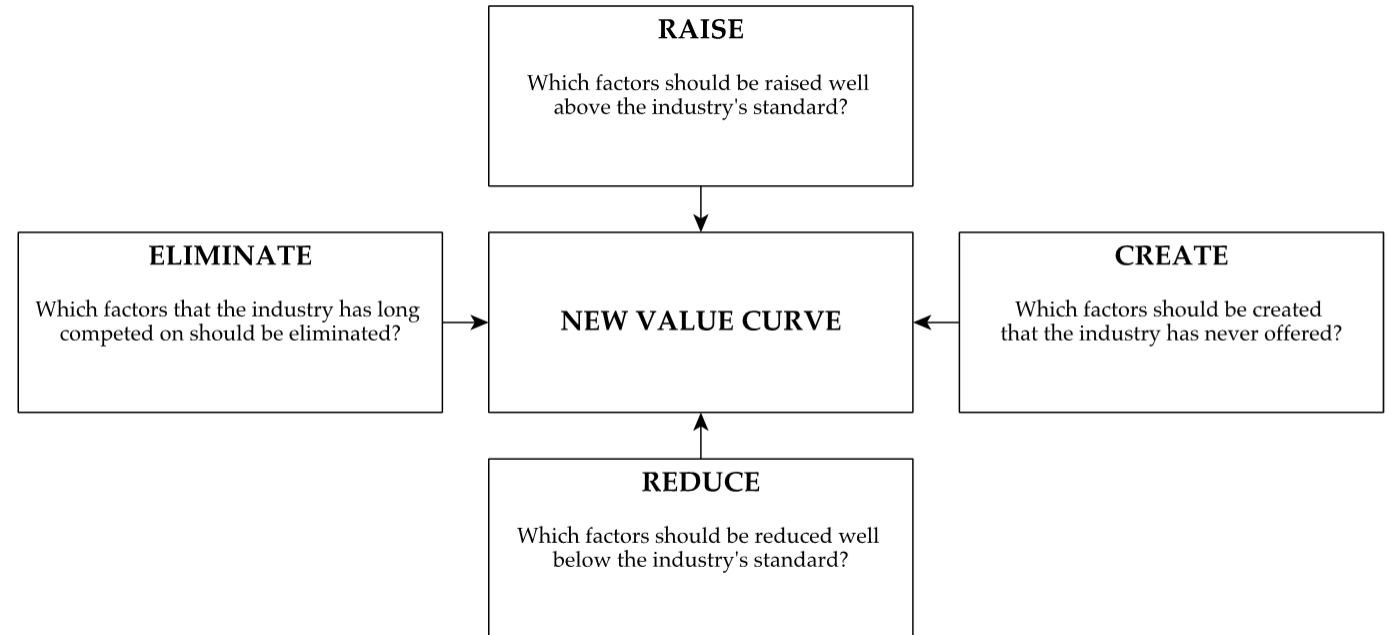 RAISE
Which factors should be raised well
above the industry's standard?
ELIMINATE
Which factors that the industry has long
competed on should be eliminated?
NEW VALUE CURVE
CREATE
Which factors should be created
that the industry has never offered?
REDUCE
Which factors should be reduced well
below the industry's standard?